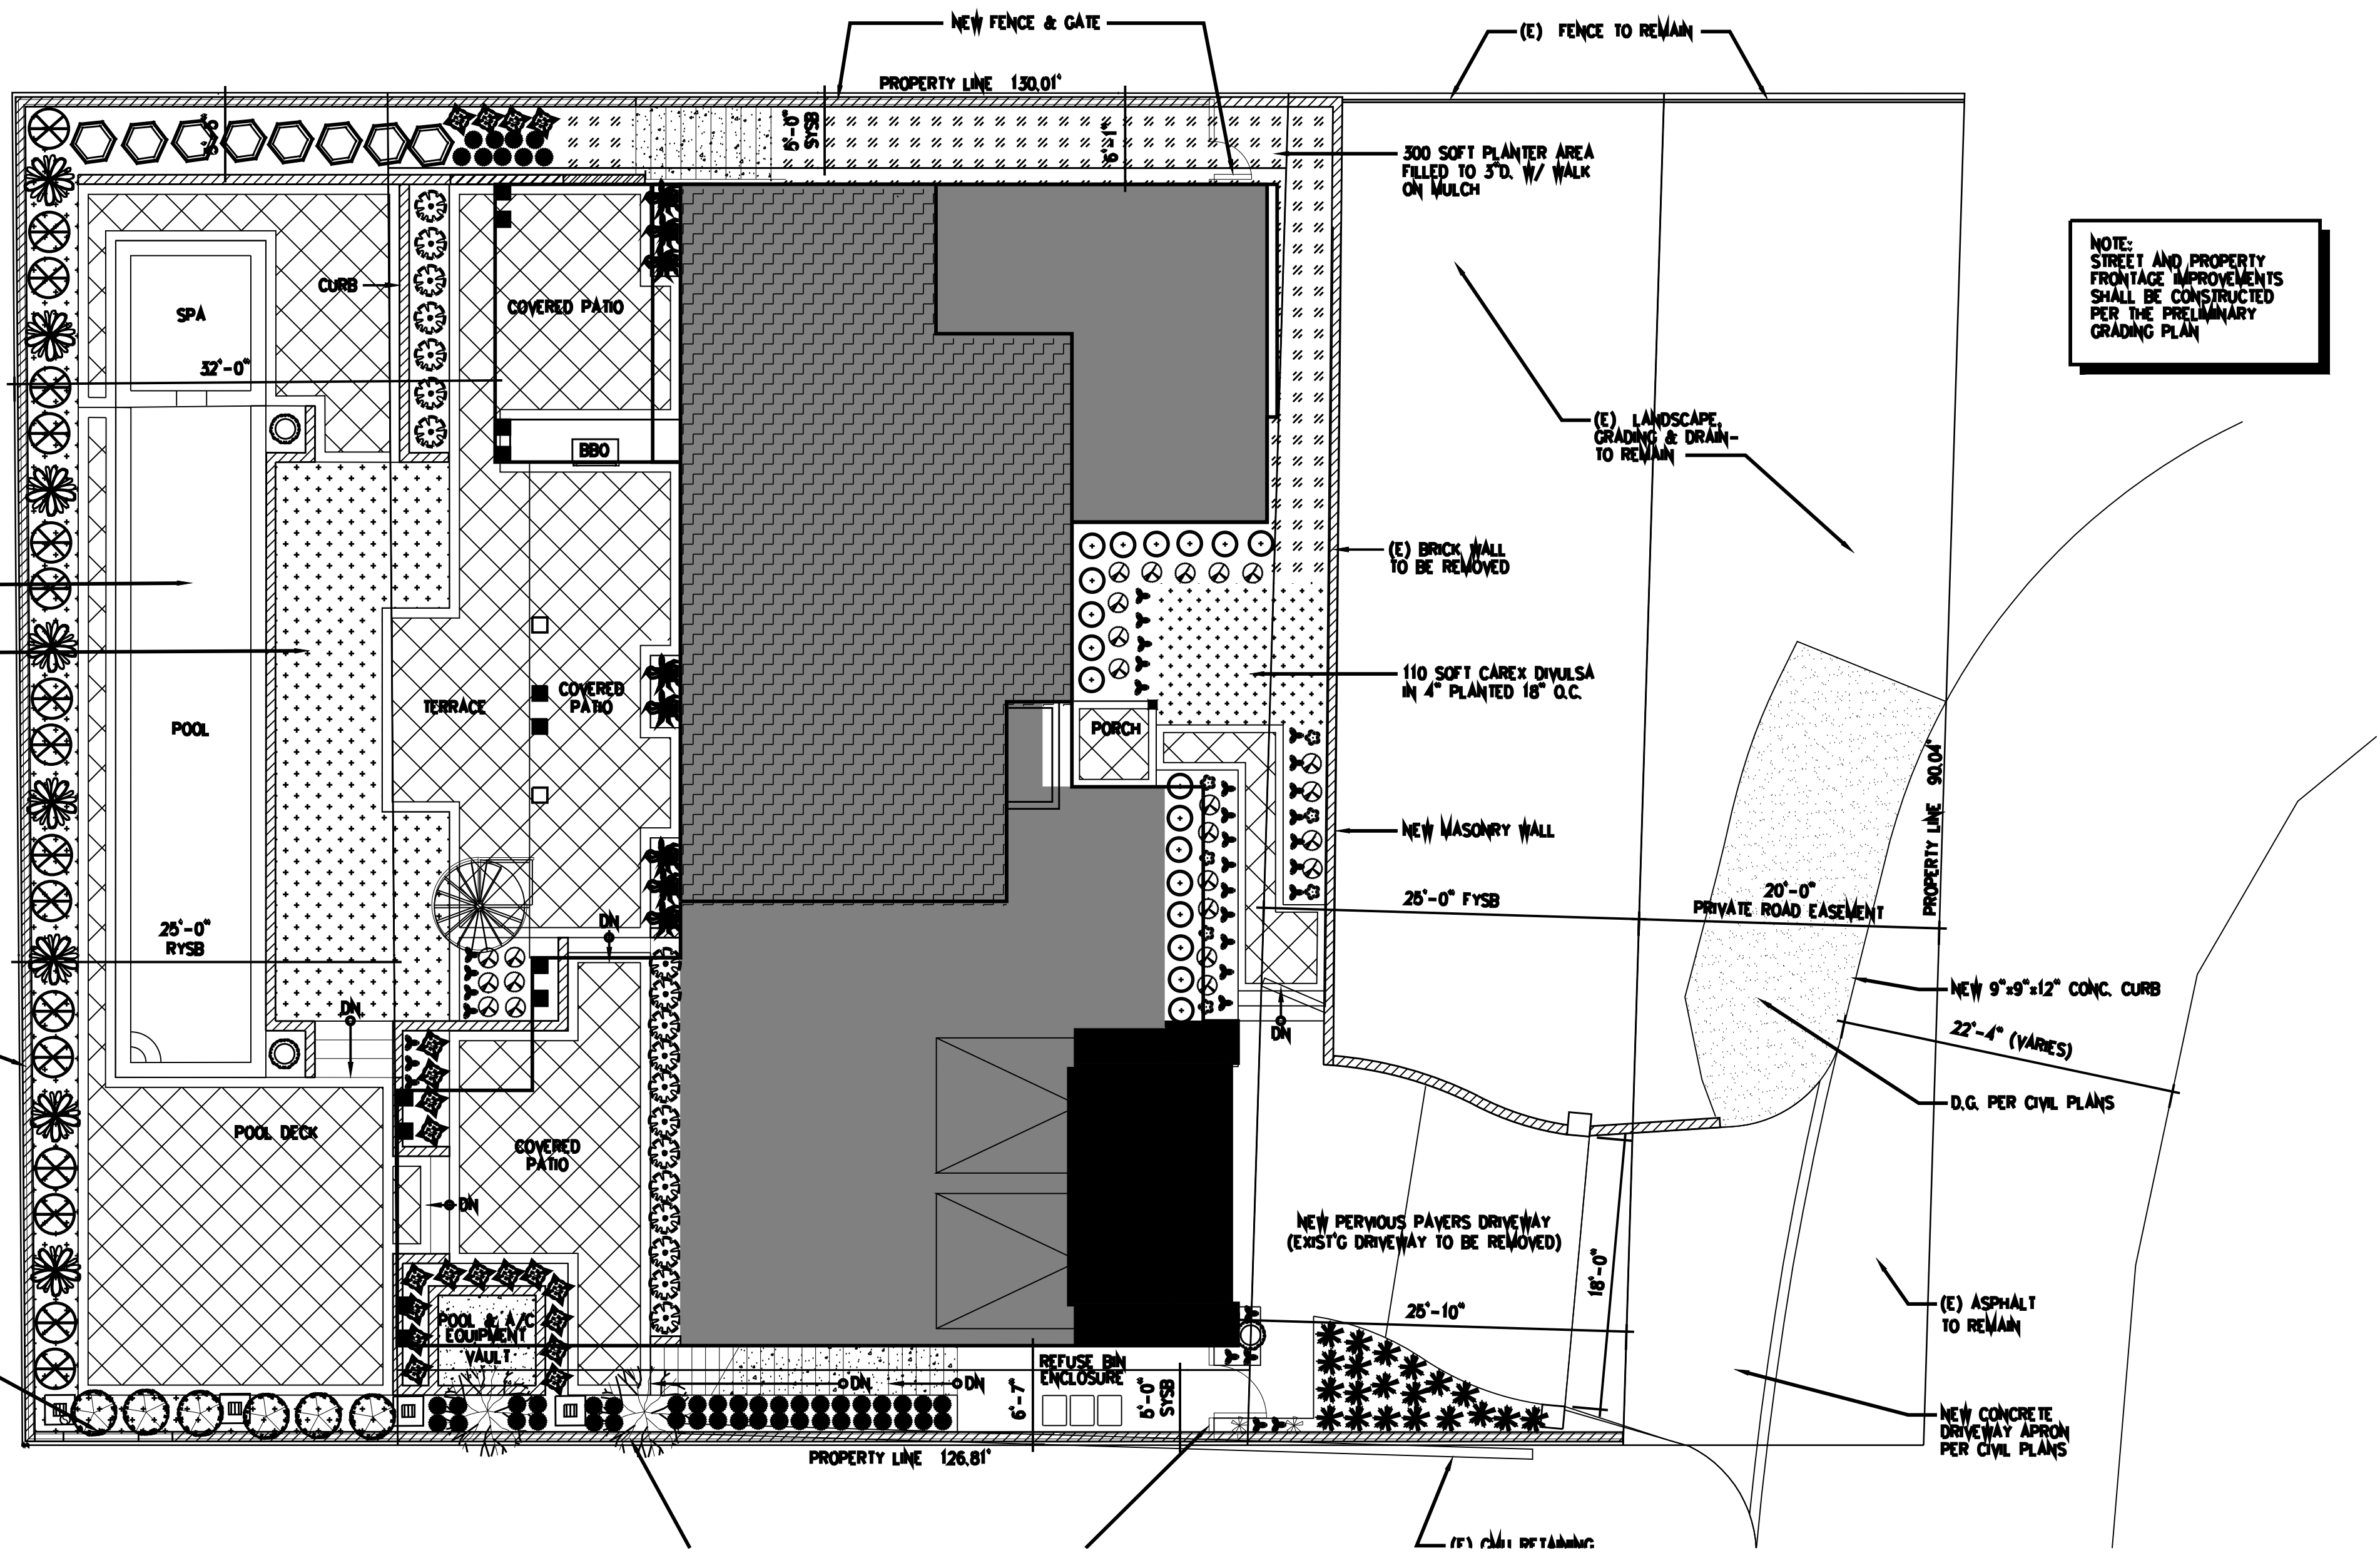 NEW FENCE & GATE
(E) FENCE TO REMAIN
PROPERTY LINE 130.01'
5'-0"
SYSB
6'-1"
300 SOFT PLANTER AREA
FILLED TO 3"D. W/ WALK
ON MULCH
NOTE:
STREET AND PROPERTY
FRONTAGE IMPROVEMENTS
SHALL BE CONSTRUCTED
PER THE PRELIMINARY
GRADING PLAN
CURB
SPA
COVERED PATIO
32'-0"
BBQ
(E) LANDSCAPE,
GRADING & DRAIN-
TO REMAIN
(E) BRICK WALL
TO BE REMOVED
110 SOFT CAREX DIVULSA
IN 4" PLANTED 18" O.C.
POOL
TERRACE
COVERED
PATIO
PORCH
NEW MASONRY WALL
PROPERTY LINE 90.04'
25'-0" FYSB
20'-0"
PRIVATE ROAD EASEMENT
25'-0"
RYSB
DN
DN
DN
NEW 9"x9"x12" CONC. CURB
22'-4" (VARIES)
D.G. PER CIVIL PLANS
POOL DECK
COVERED
PATIO
DN
NEW PERVIOUS PAVERS DRIVEWAY
(EXIST'G DRIVEWAY TO BE REMOVED)
18'-0"
25'-10"
(E) ASPHALT
TO REMAIN
POOL & A/C
EQUIPMENT
VAULT
REFUSE BIN
ENCLOSURE
DN
DN
6'-7"
5'-0"
SYSB
NEW CONCRETE
DRIVEWAY APRON
PER CIVIL PLANS
PROPERTY LINE 126.81'
(E) CMU RETAINING